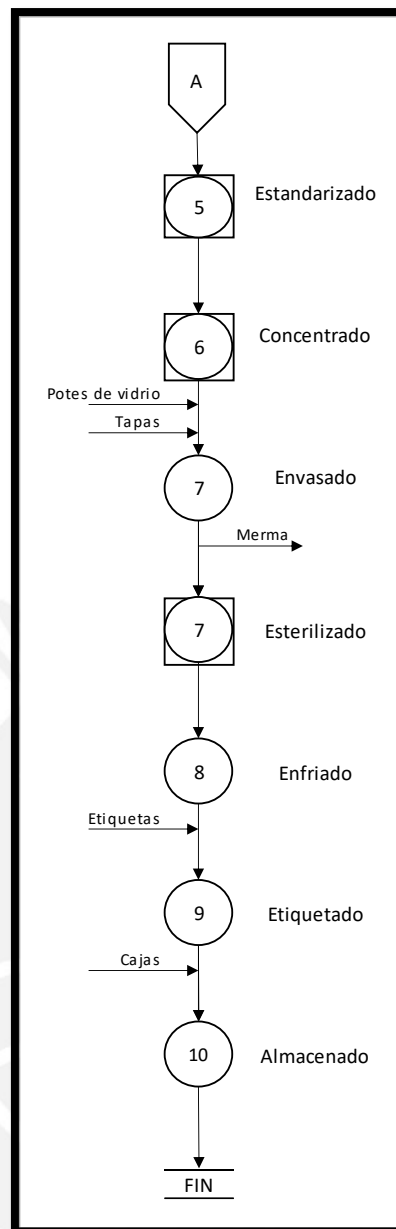 A
5 Estandarizado
6 Concentrado
Potes de vidrio
Tapas
7 Envasado
Merma
7 Esterilizado
8 Enfriado
Etiquetas
9 Etiquetado
Cajas
10 Almacenado
FIN